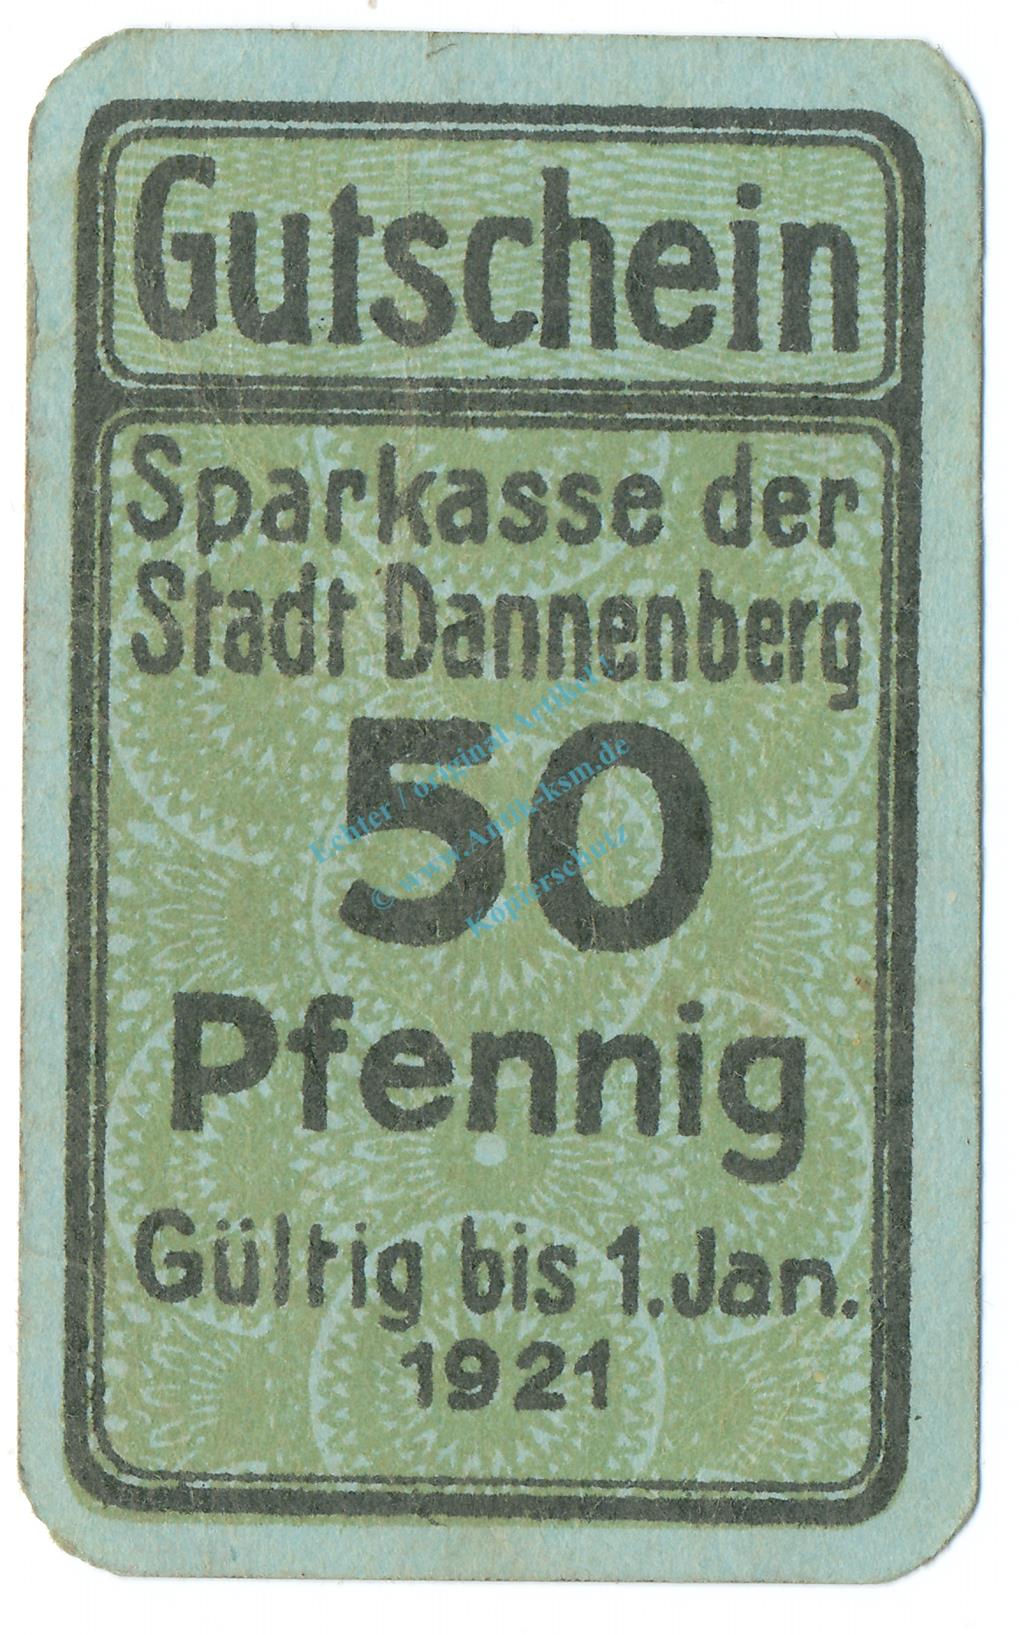 Gutschein
Sparkasse der
Stadt Dannenberg
50
Pfennig
Gültig bis 1. Jan.
1921
Echter / original Artikel !
© www.Antik-ksm.de
Kopierschutz